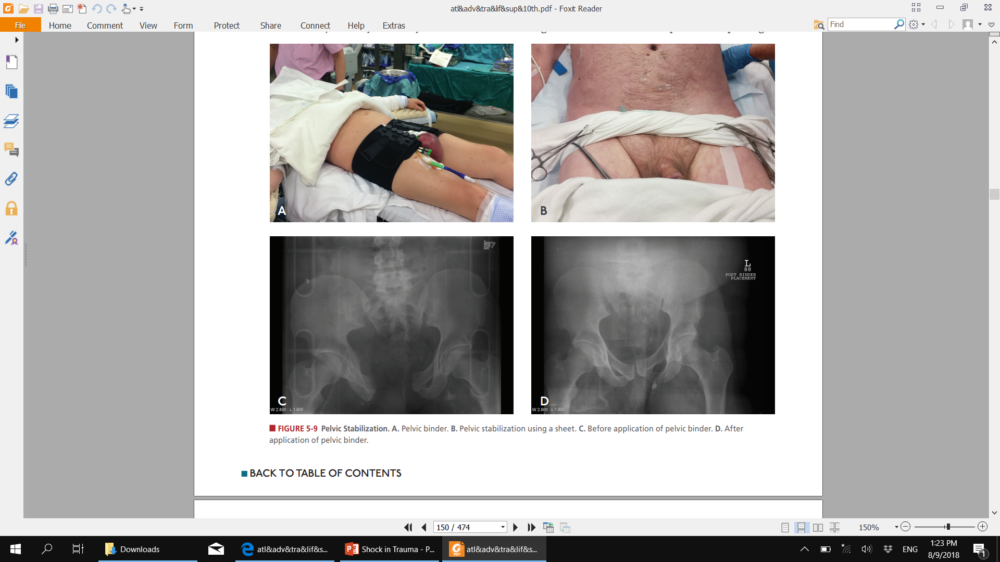 atl&adv&tra&lif&sup&10th.pdf - Foxit Reader
File Home Comment View Form Protect Share Connect Help Extras
Find
A
B
L97
L
88
POST BINDER
PLACEMENT
C
W 2.800 : L 1.600
D
W 2.800 : L 1.600
FIGURE 5-9 Pelvic Stabilization. A. Pelvic binder. B. Pelvic stabilization using a sheet. C. Before application of pelvic binder. D. After
application of pelvic binder.
BACK TO TABLE OF CONTENTS
150 / 474
150%
Downloads
atl&adv&tra&lif&s...
Shock in Trauma - P...
atl&adv&tra&lif&s...
ENG
1:23 PM
8/9/2018
1